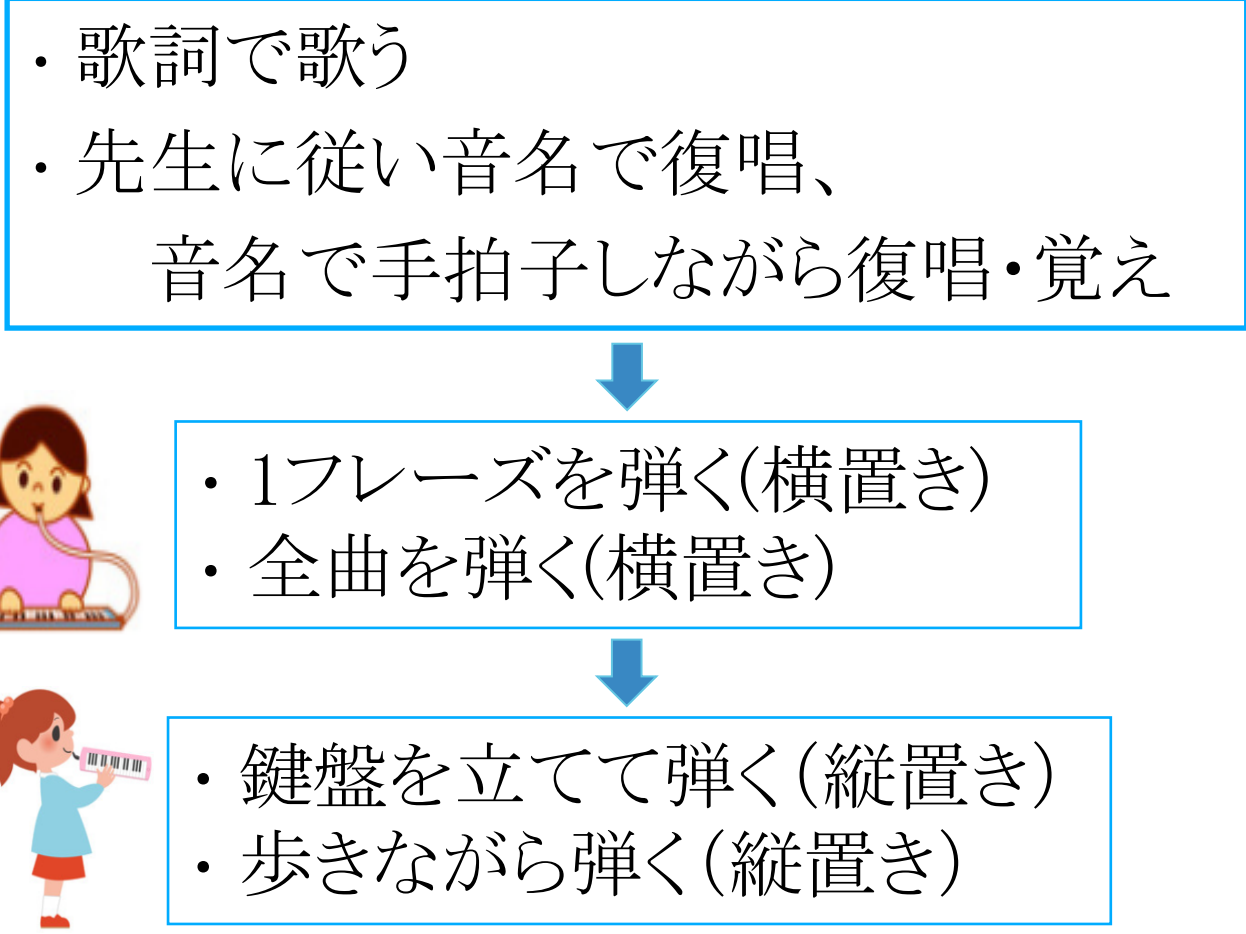 ・歌詞で歌う
・先生に従い音名で復唱、
音名で手拍子しながら復唱・覚え
・1フレーズを弾く(横置き)
・全曲を弾く(横置き)
・鍵盤を立てて弾く(縦置き)
・歩きながら弾く(縦置き)